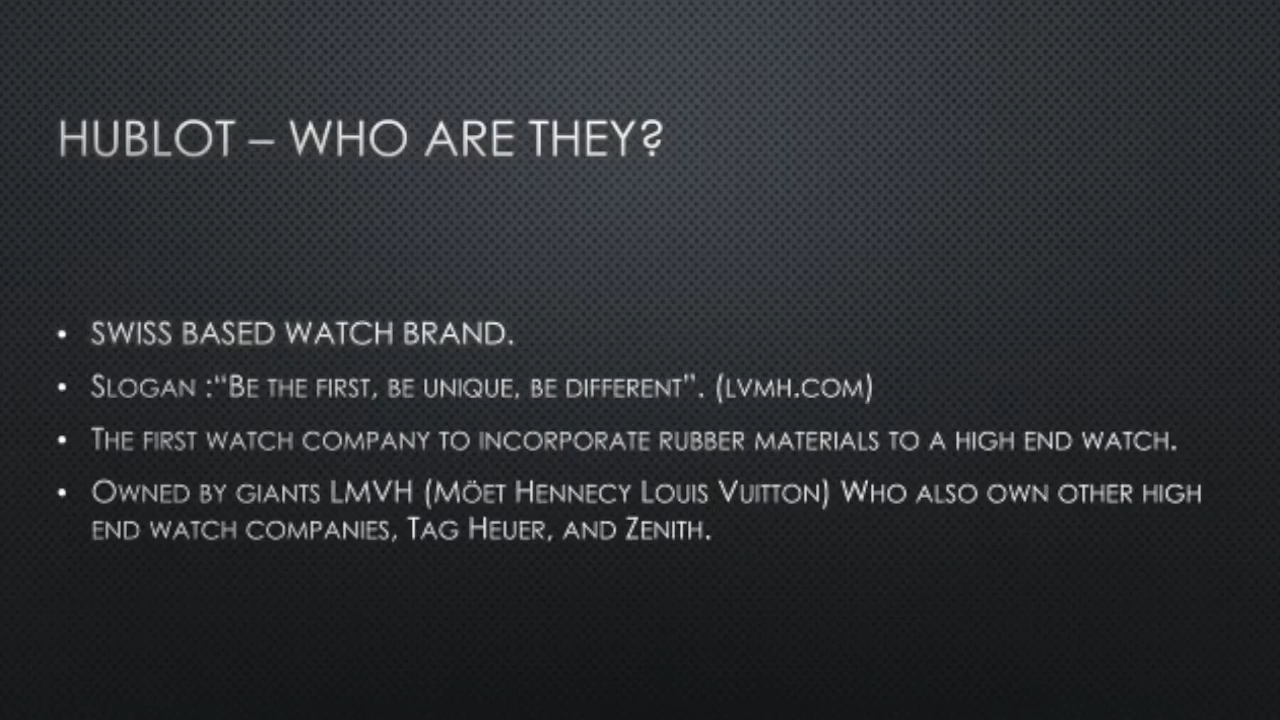 HUBLOT – WHO ARE THEY?
• SWISS BASED WATCH BRAND.
• SLOGAN :“BE THE FIRST, BE UNIQUE, BE DIFFERENT”. (LVMH.COM)
• THE FIRST WATCH COMPANY TO INCORPORATE RUBBER MATERIALS TO A HIGH END WATCH.
• OWNED BY GIANTS LMVH (MÖET HENNECY LOUIS VUITTON) WHO ALSO OWN OTHER HIGH
END WATCH COMPANIES, TAG HEUER, AND ZENITH.